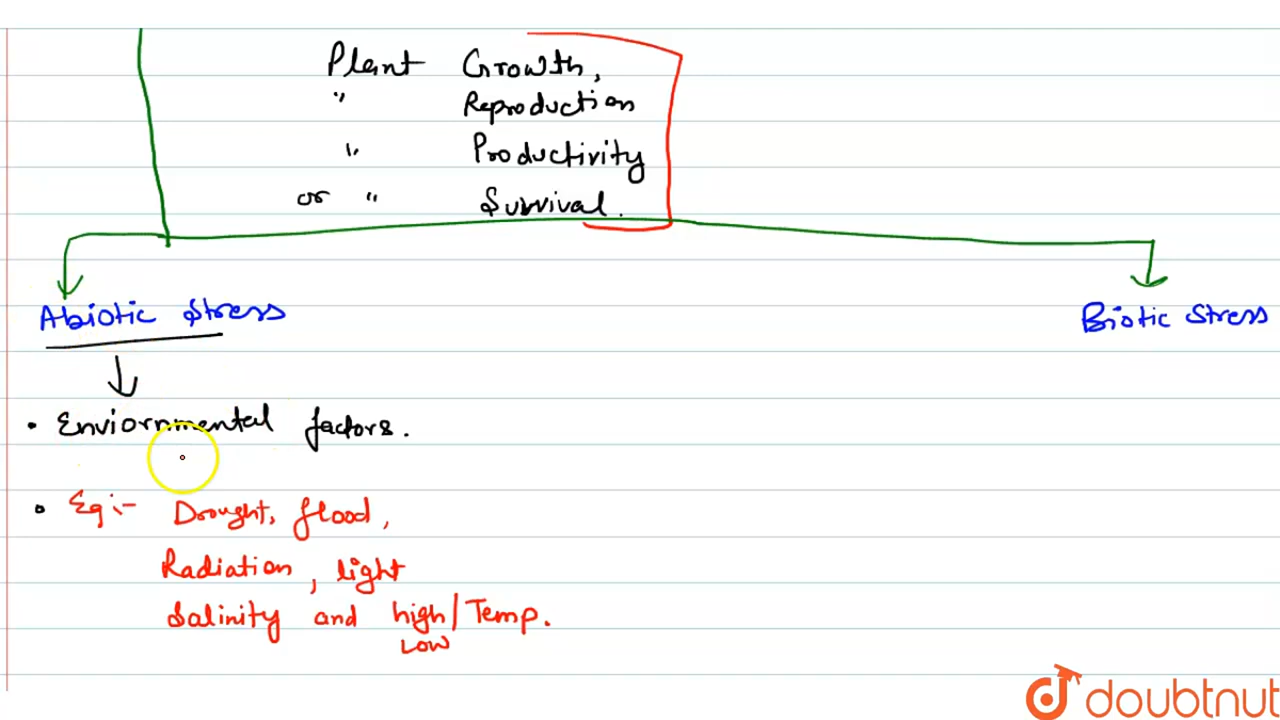 Plant Growth,
" Reproduction
" Productivity
or " Survival.
Abiotic Stress
Biotic Stress
• Enviornmental factors.
• Eg:- Drought, flood,
Radiation, light
Salinity and high/Temp.
Low
doubtnut